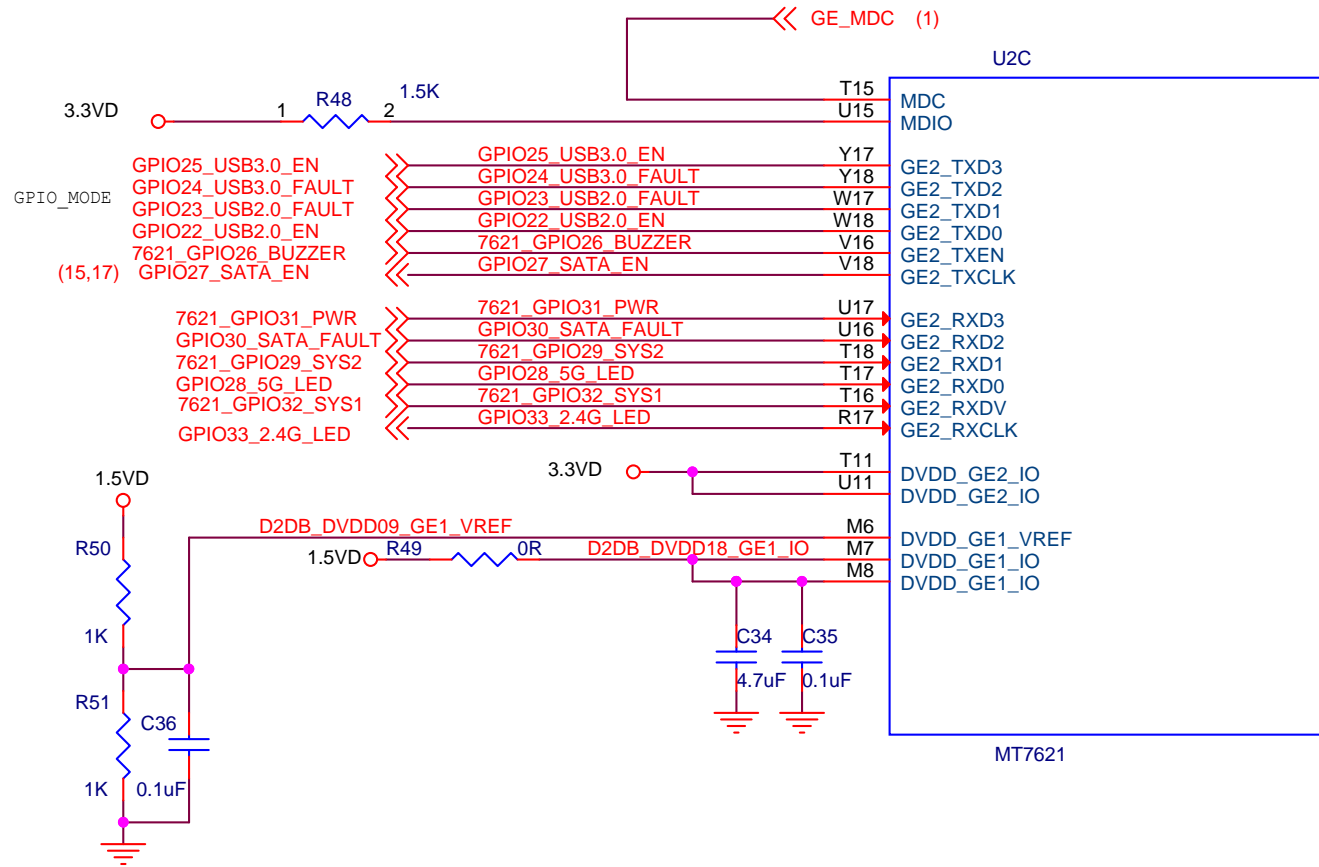 GE_MDC (1)
U2C
3.3VD 1 R48 2 1.5K T15 MDC
U15 MDIO
GPIO25_USB3.0_EN GPIO25_USB3.0_EN Y17 GE2_TXD3
GPIO_MODE GPIO24_USB3.0_FAULT GPIO24_USB3.0_FAULT Y18 GE2_TXD2
GPIO23_USB2.0_FAULT GPIO23_USB2.0_FAULT W17 GE2_TXD1
GPIO22_USB2.0_EN GPIO22_USB2.0_EN W18 GE2_TXD0
7621_GPIO26_BUZZER 7621_GPIO26_BUZZER V16 GE2_TXEN
(15,17) GPIO27_SATA_EN GPIO27_SATA_EN V18 GE2_TXCLK
7621_GPIO31_PWR 7621_GPIO31_PWR U17 GE2_RXD3
GPIO30_SATA_FAULT GPIO30_SATA_FAULT U16 GE2_RXD2
7621_GPIO29_SYS2 7621_GPIO29_SYS2 T18 GE2_RXD1
GPIO28_5G_LED GPIO28_5G_LED T17 GE2_RXD0
7621_GPIO32_SYS1 7621_GPIO32_SYS1 T16 GE2_RXDV
GPIO33_2.4G_LED GPIO33_2.4G_LED R17 GE2_RXCLK
3.3VD T11 DVDD_GE2_IO
1.5VD U11 DVDD_GE2_IO
D2DB_DVDD09_GE1_VREF M6 DVDD_GE1_VREF
R50 1.5VD R49 0R D2DB_DVDD18_GE1_IO M7 DVDD_GE1_IO
M8 DVDD_GE1_IO
1K C34 C35
4.7uF 0.1uF
R51 C36
MT7621
1K 0.1uF